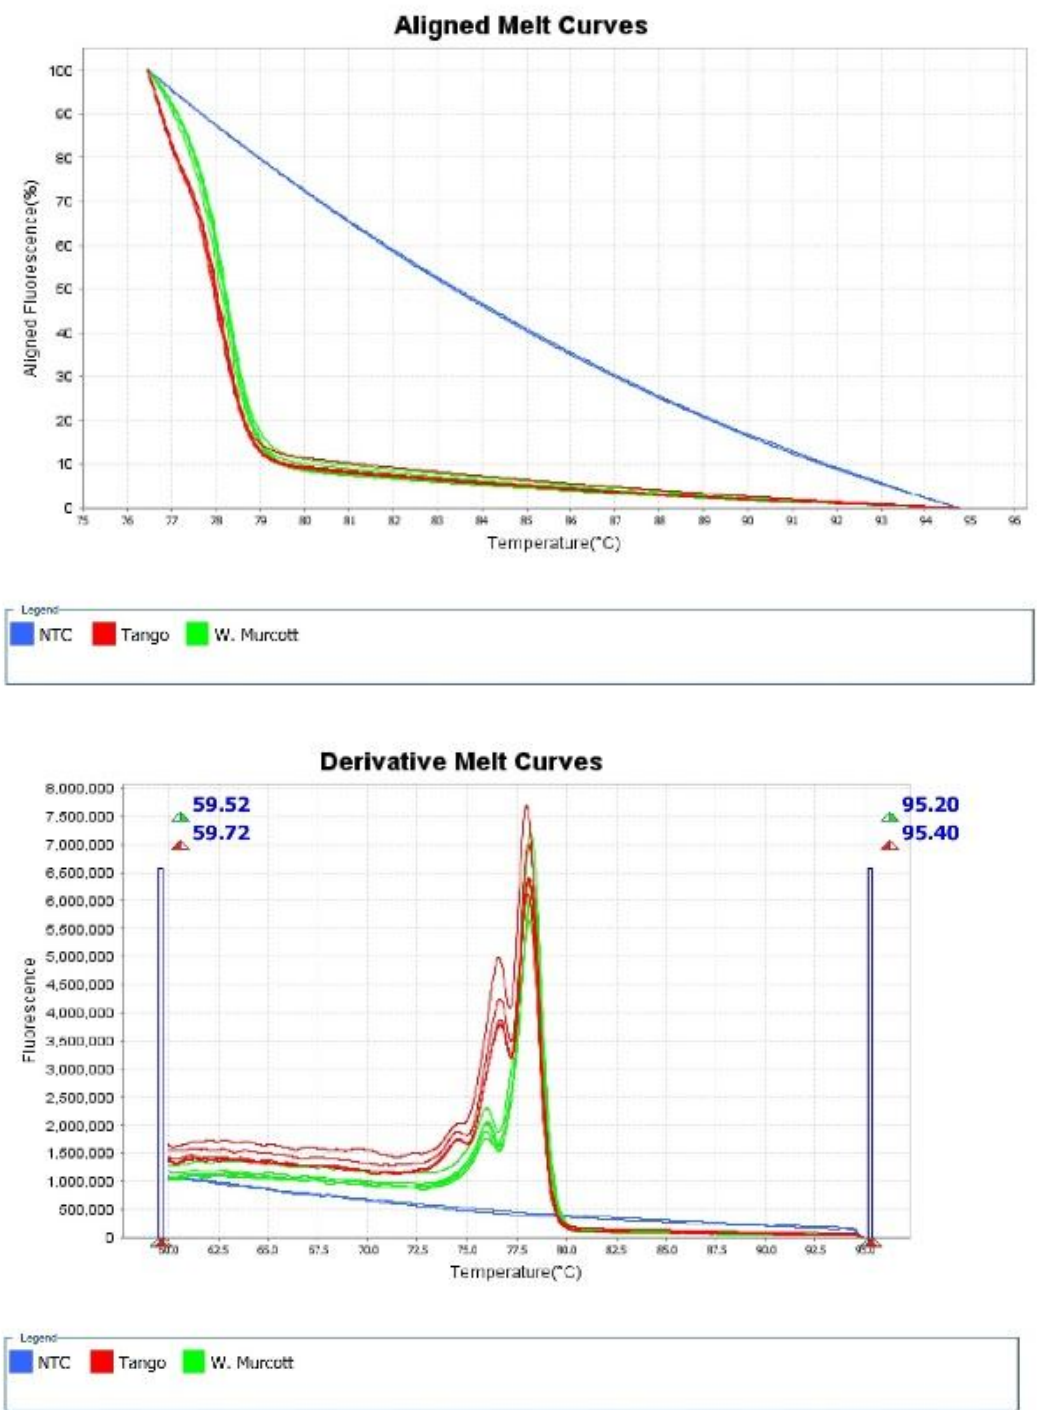 Aligned Melt Curves
100
90
80
70
60
50
40
30
20
10
0
Aligned Fluorescence(%)
75 76 77 78 79 80 81 82 83 84 85 86 87 88 89 90 91 92 93 94 95 96
Temperature(°C)
Legend
NTC Tango W. Murcott
Derivative Melt Curves
8,000,000
7,500,000
7,000,000
6,500,000
6,000,000
5,500,000
5,000,000
4,500,000
4,000,000
3,500,000
3,000,000
2,500,000
2,000,000
1,500,000
1,000,000
500,000
0
Fluorescence
59.52
59.72
95.20
95.40
60.0 62.5 65.0 67.5 70.0 72.5 75.0 77.5 80.0 82.5 85.0 87.5 90.0 92.5 95.0
Temperature(°C)
Legend
NTC Tango W. Murcott